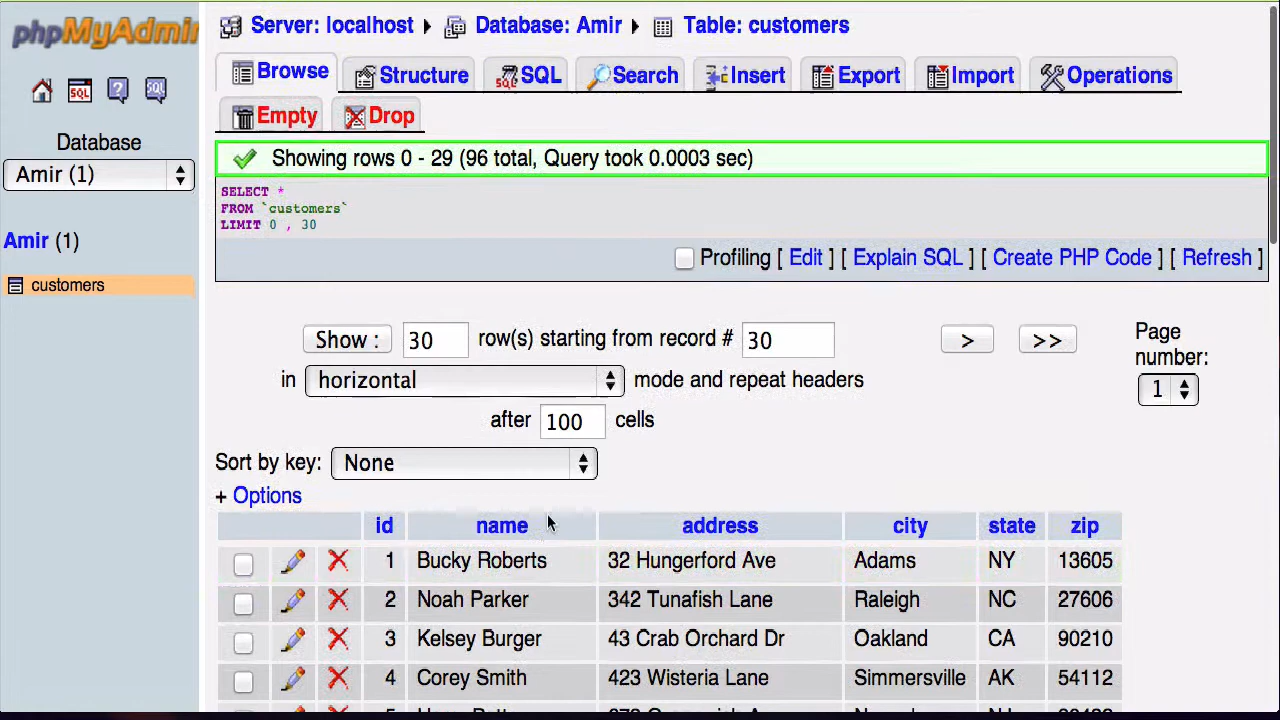 phpMyAdmin
Server: localhost ▸ Database: Amir ▸ Table: customers
Browse Structure SQL Search Insert Export Import Operations
Empty Drop
SQL
Database
Amir (1)
Amir (1)
customers
Showing rows 0 - 29 (96 total, Query took 0.0003 sec)
SELECT *
FROM `customers`
LIMIT 0 , 30
Profiling [ Edit ] [ Explain SQL ] [ Create PHP Code ] [ Refresh ]
Show : 30 row(s) starting from record # 30 > >> Page number:
in horizontal mode and repeat headers 1
after 100 cells
Sort by key: None
+ Options
id name address city state zip
1 Bucky Roberts 32 Hungerford Ave Adams NY 13605
2 Noah Parker 342 Tunafish Lane Raleigh NC 27606
3 Kelsey Burger 43 Crab Orchard Dr Oakland CA 90210
4 Corey Smith 423 Wisteria Lane Simmersville AK 54112